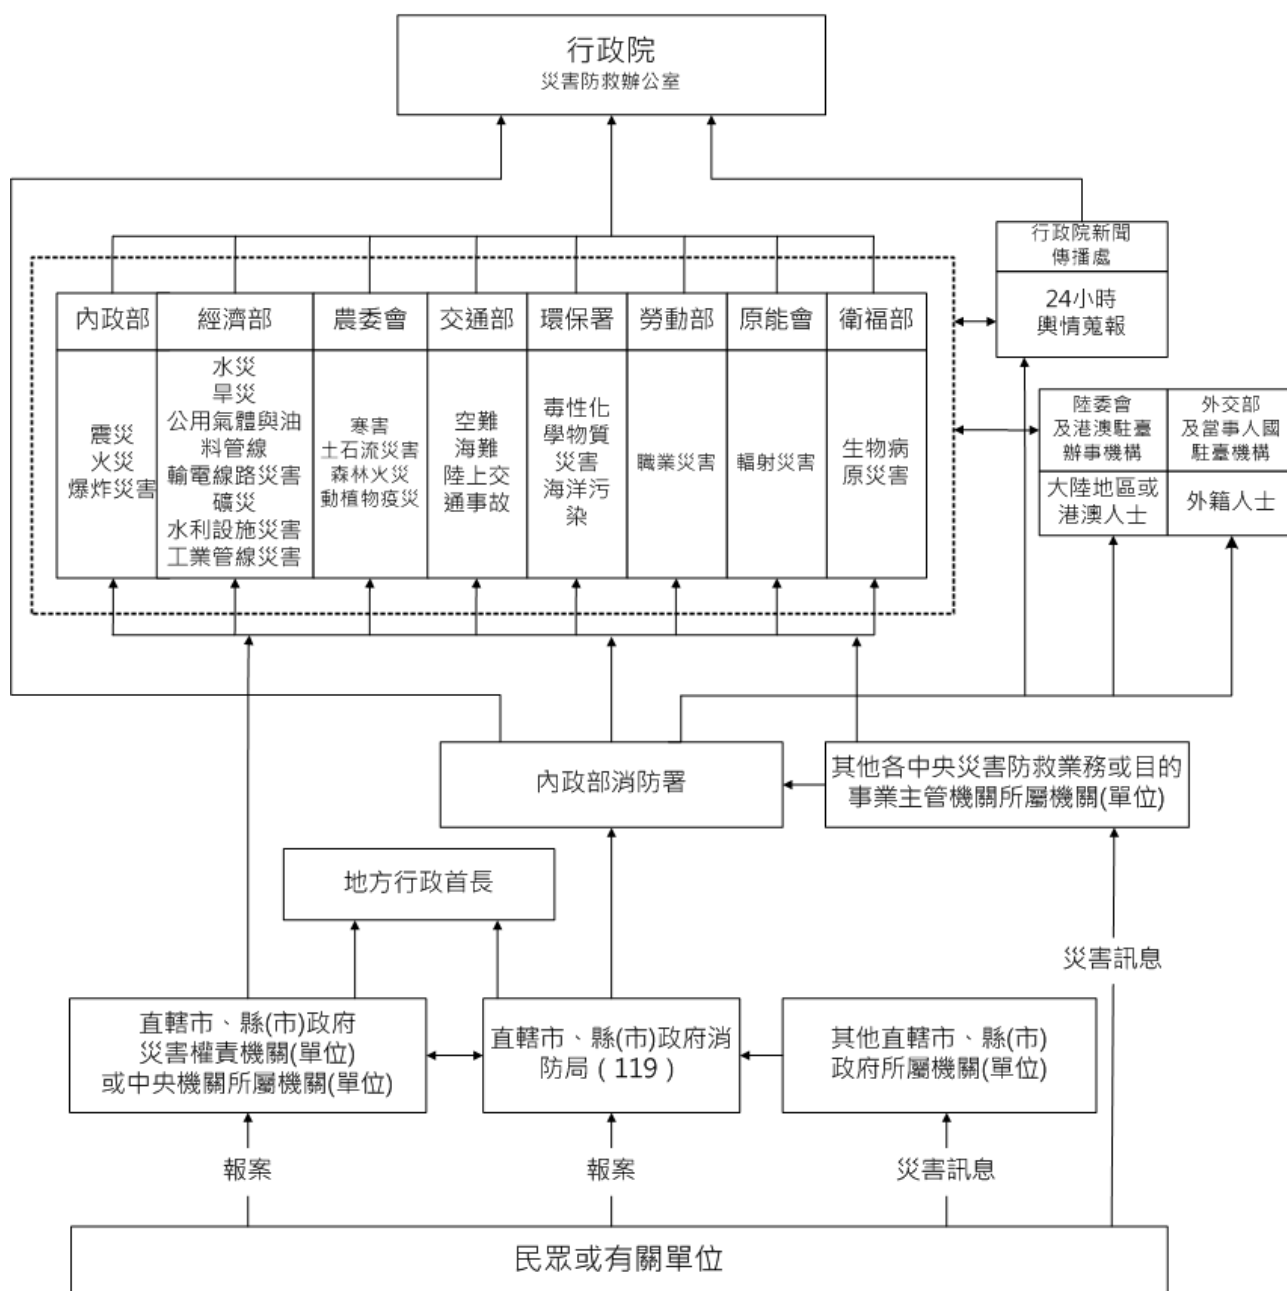 行政院
災害防救辦公室
行政院新聞
傳播處
24小時
輿情蒐報
內政部
經濟部
農委會
交通部
環保署
勞動部
原能會
衛福部
震災
火災
爆炸災害
水災
旱災
公用氣體與油
料管線
輸電線路災害
礦災
水利設施災害
工業管線災害
寒害
土石流災害
森林火災
動植物疫災
空難
海難
陸上交
通事故
毒性化
學物質
災害
海洋污
染
職業災害
輻射災害
生物病
原災害
陸委會
及港澳駐臺
辦事機構
外交部
及當事人國
駐臺機構
大陸地區或
港澳人士
外籍人士
內政部消防署
其他各中央災害防救業務或目的
事業主管機關所屬機關(單位)
地方行政首長
災害訊息
直轄市、縣(市)政府
災害權責機關(單位)
或中央機關所屬機關(單位)
直轄市、縣(市)政府消
防局（119）
其他直轄市、縣(市)
政府所屬機關(單位)
報案
報案
災害訊息
民眾或有關單位